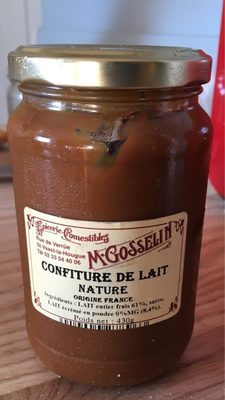 Epicerie-Comestibles
Rue de Verrüe
St-Vaast-la-Hougue
Tél 02 33 54 40 06
Mn GOSSELIN
CONFITURE DE LAIT
NATURE
ORIGINE FRANCE
Ingrédients : LAIT entier frais 61%, sucre,
LAIT écrémé en poudre 0%MG (8,4%).
Poids net : 430g